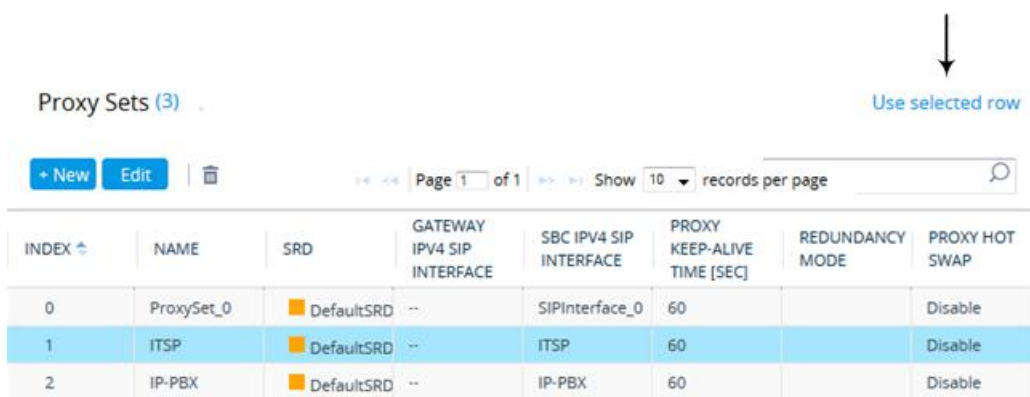 Proxy Sets (3)
Use selected row
+ New Edit Page 1 of 1 Show 10 records per page
INDEX NAME SRD GATEWAY IPV4 SIP INTERFACE SBC IPV4 SIP INTERFACE PROXY KEEP-ALIVE TIME [SEC] REDUNDANCY MODE PROXY HOT SWAP
0 ProxySet_0 DefaultSRD -- SIPInterface_0 60 Disable
1 ITSP DefaultSRD -- ITSP 60 Disable
2 IP-PBX DefaultSRD -- IP-PBX 60 Disable